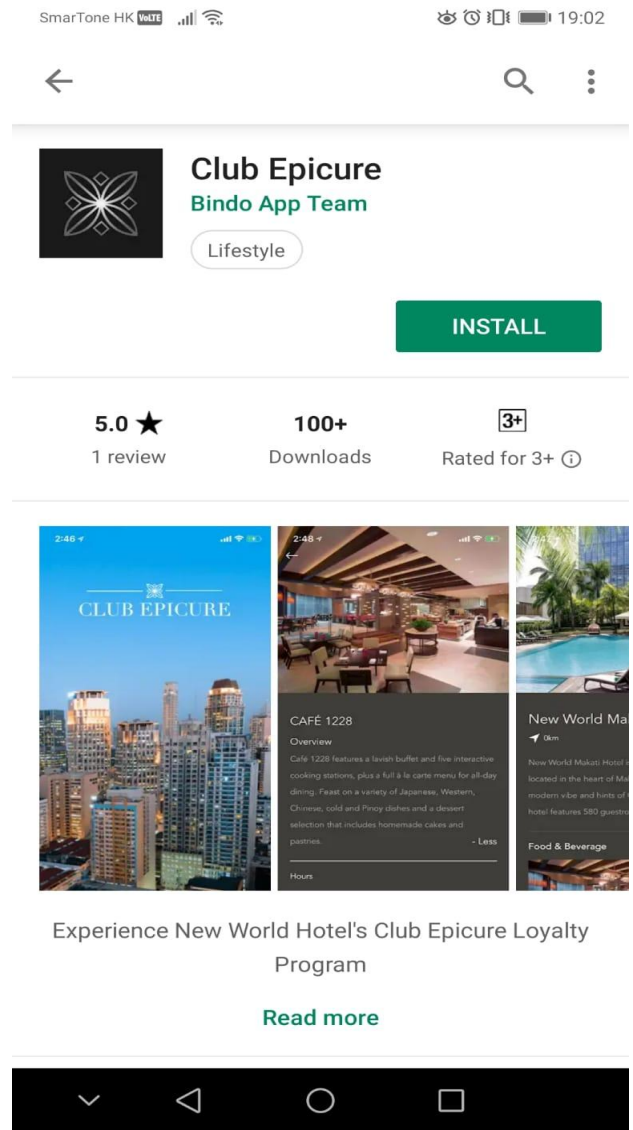 SmarTone HK VoLTE 19:02
Club Epicure
Bindo App Team
Lifestyle
INSTALL
5.0 ★ 100+ 3+
1 review Downloads Rated for 3+
2:46
CLUB EPICURE
2:48
CAFÉ 1228
Overview
Café 1228 features a lavish buffet and five interactive
cooking stations, plus a full à la carte menu for all-day
dining. Feast on a variety of Japanese, Western,
Chinese, cold and Pinoy dishes and a dessert
selection that includes homemade cakes and
pastries. - Less
Hours
2:47
New World Mak
0km
New World Makati Hotel
located in the heart of
modern vibe and hints of
hotel features 580
Food & Beverage
Experience New World Hotel's Club Epicure Loyalty
Program
Read more